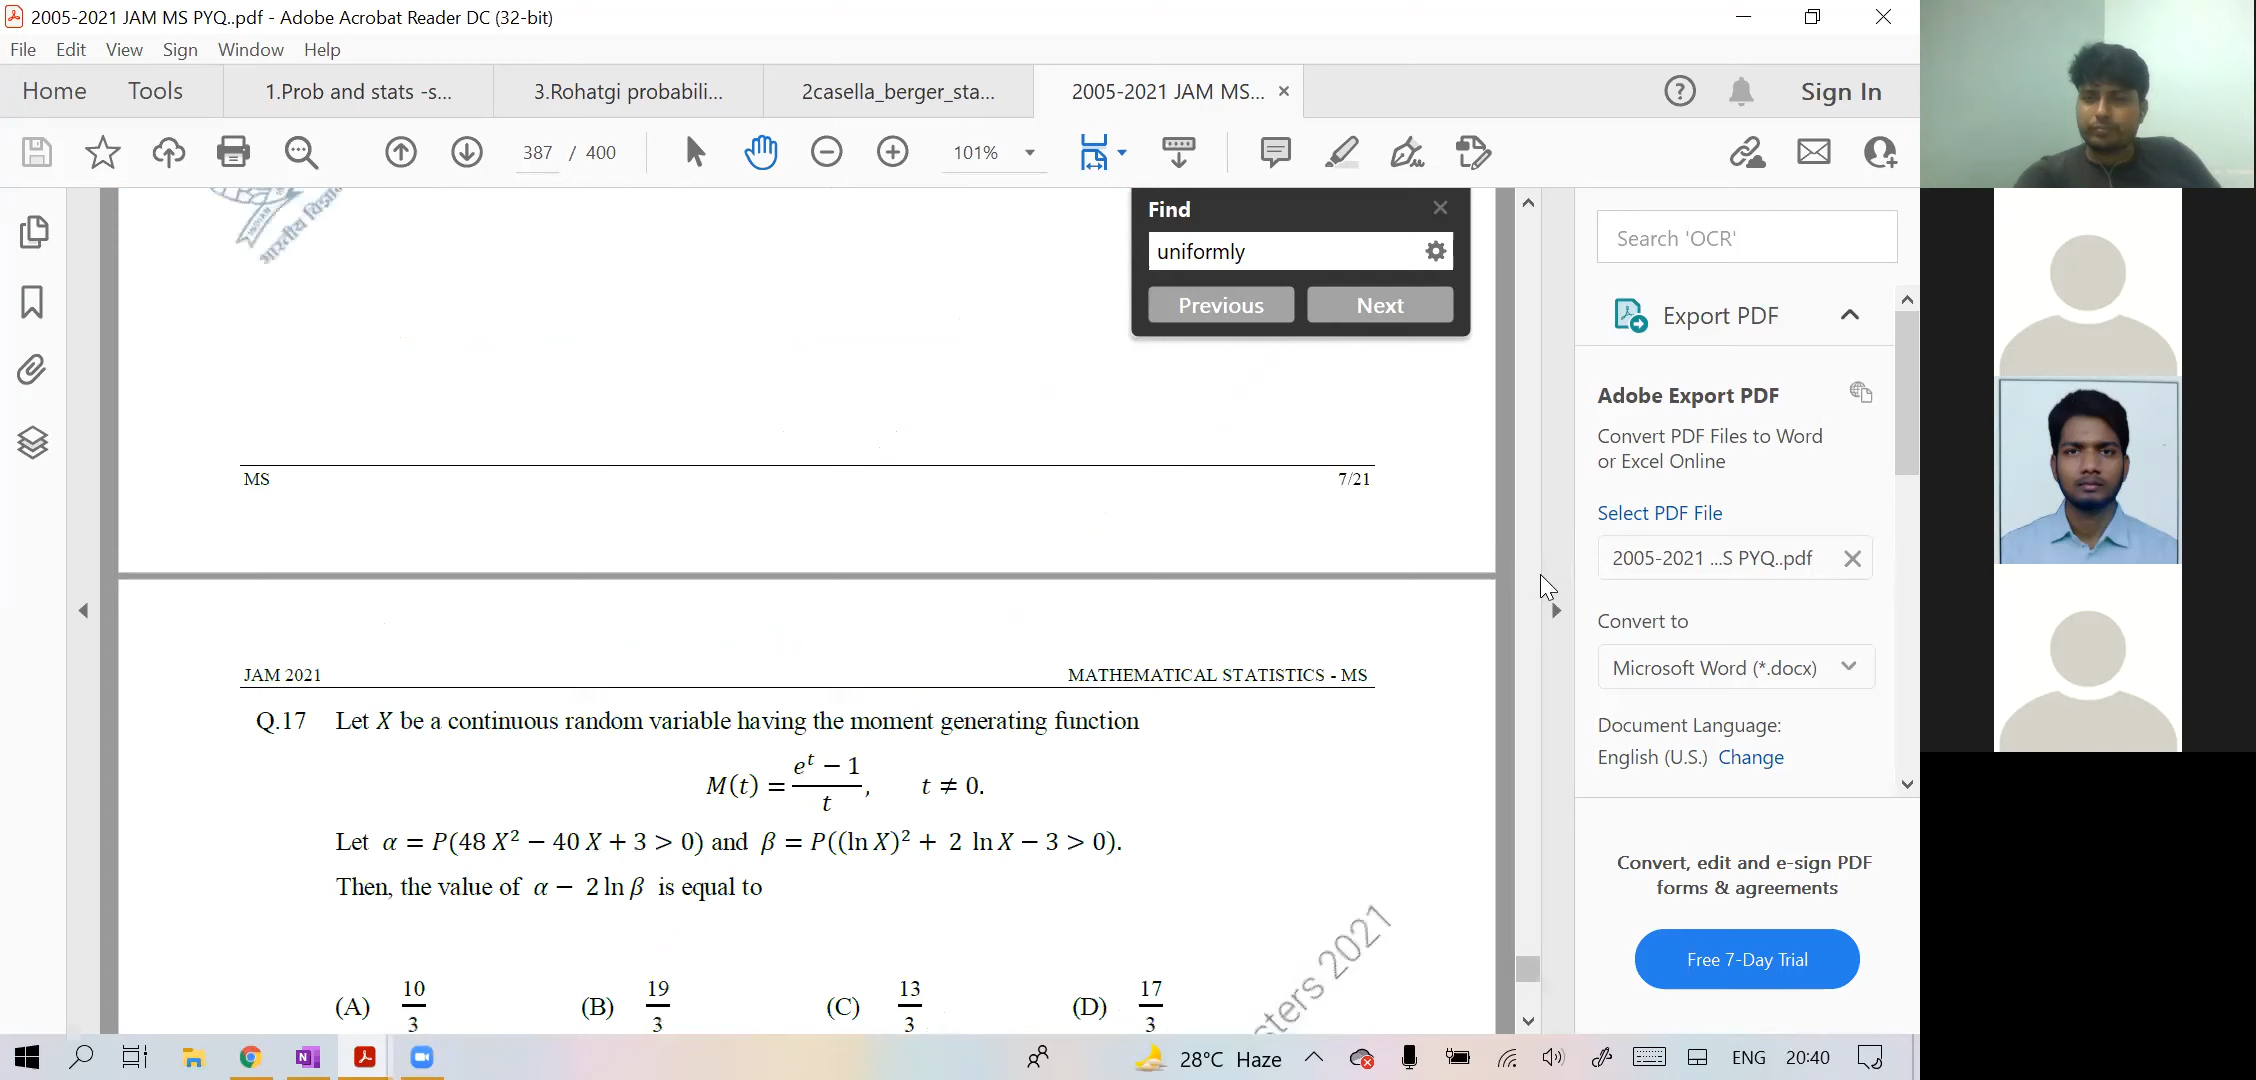 2005-2021 JAM MS PYQ..pdf - Adobe Acrobat Reader DC (32-bit)
File Edit View Sign Window Help
Home Tools 1.Prob and stats -s... 3.Rohatgi probabili... 2casella_berger_sta... 2005-2021 JAM MS... × Sign In
387 / 400 101%
भारतीय विज्ञा
INDIAN
Find
uniformly
Previous Next
MS 7/21
JAM 2021 MATHEMATICAL STATISTICS - MS
Q.17 Let X be a continuous random variable having the moment generating function
M(t) = (e^t − 1)/t, t ≠ 0.
Let α = P(48 X² − 40 X + 3 > 0) and β = P((ln X)² + 2 ln X − 3 > 0).
Then, the value of α − 2 ln β is equal to
(A) 10/3 (B) 19/3 (C) 13/3 (D) 17/3
sters 2021
Search 'OCR'
Export PDF
Adobe Export PDF
Convert PDF Files to Word
or Excel Online
Select PDF File
2005-2021 ...S PYQ..pdf
Convert to
Microsoft Word (*.docx)
Document Language:
English (U.S.) Change
Convert, edit and e-sign PDF
forms & agreements
Free 7-Day Trial
28°C Haze ENG 20:40